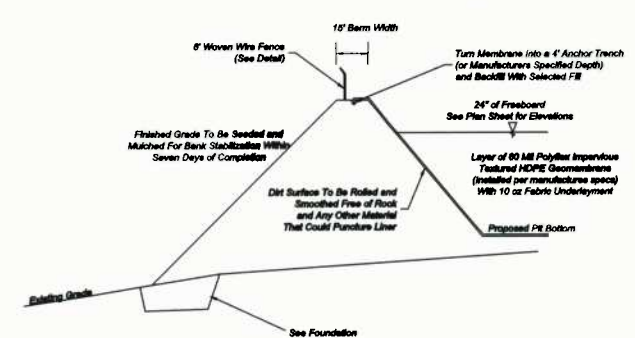 15' Berm Width
8' Woven Wire Fence
(See Detail)
Turn Membrane into a 4' Anchor Trench
(or Manufacturers Specified Depth)
and Backfill With Selected Fill
24" of Freeboard
See Plan Sheet for Elevations
Finished Grade To Be Seeded and
Mulched For Bank Stabilization Within
Seven Days of Completion
Layer of 60 Mil Polyflex Impervious
Textured HDPE Geomembrane
(installed per manufactures specs)
With 10 oz Fabric Underlayment
Dirt Surface To Be Rolled and
Smoothed Free of Rock
and Any Other Material
That Could Puncture Liner
Proposed Pit Bottom
Existing Grade
See Foundation